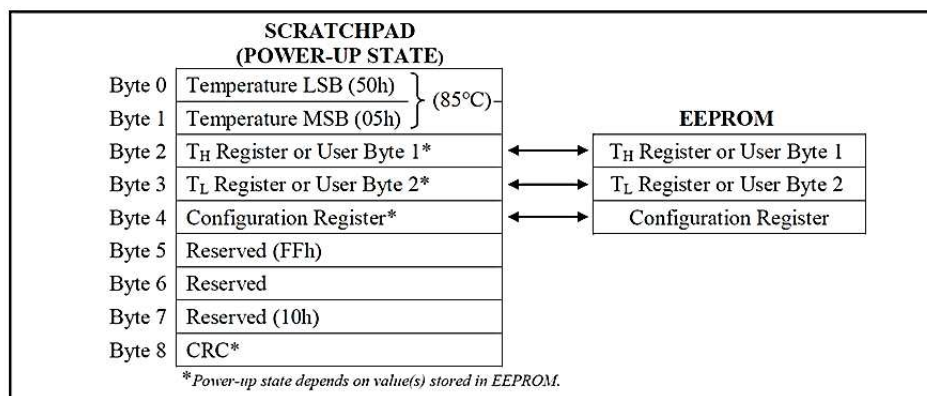 SCRATCHPAD
(POWER-UP STATE)
Byte 0 Temperature LSB (50h)
(85°C)
Byte 1 Temperature MSB (05h)
EEPROM
Byte 2 TH Register or User Byte 1* TH Register or User Byte 1
Byte 3 TL Register or User Byte 2* TL Register or User Byte 2
Byte 4 Configuration Register* Configuration Register
Byte 5 Reserved (FFh)
Byte 6 Reserved
Byte 7 Reserved (10h)
Byte 8 CRC*
*Power-up state depends on value(s) stored in EEPROM.